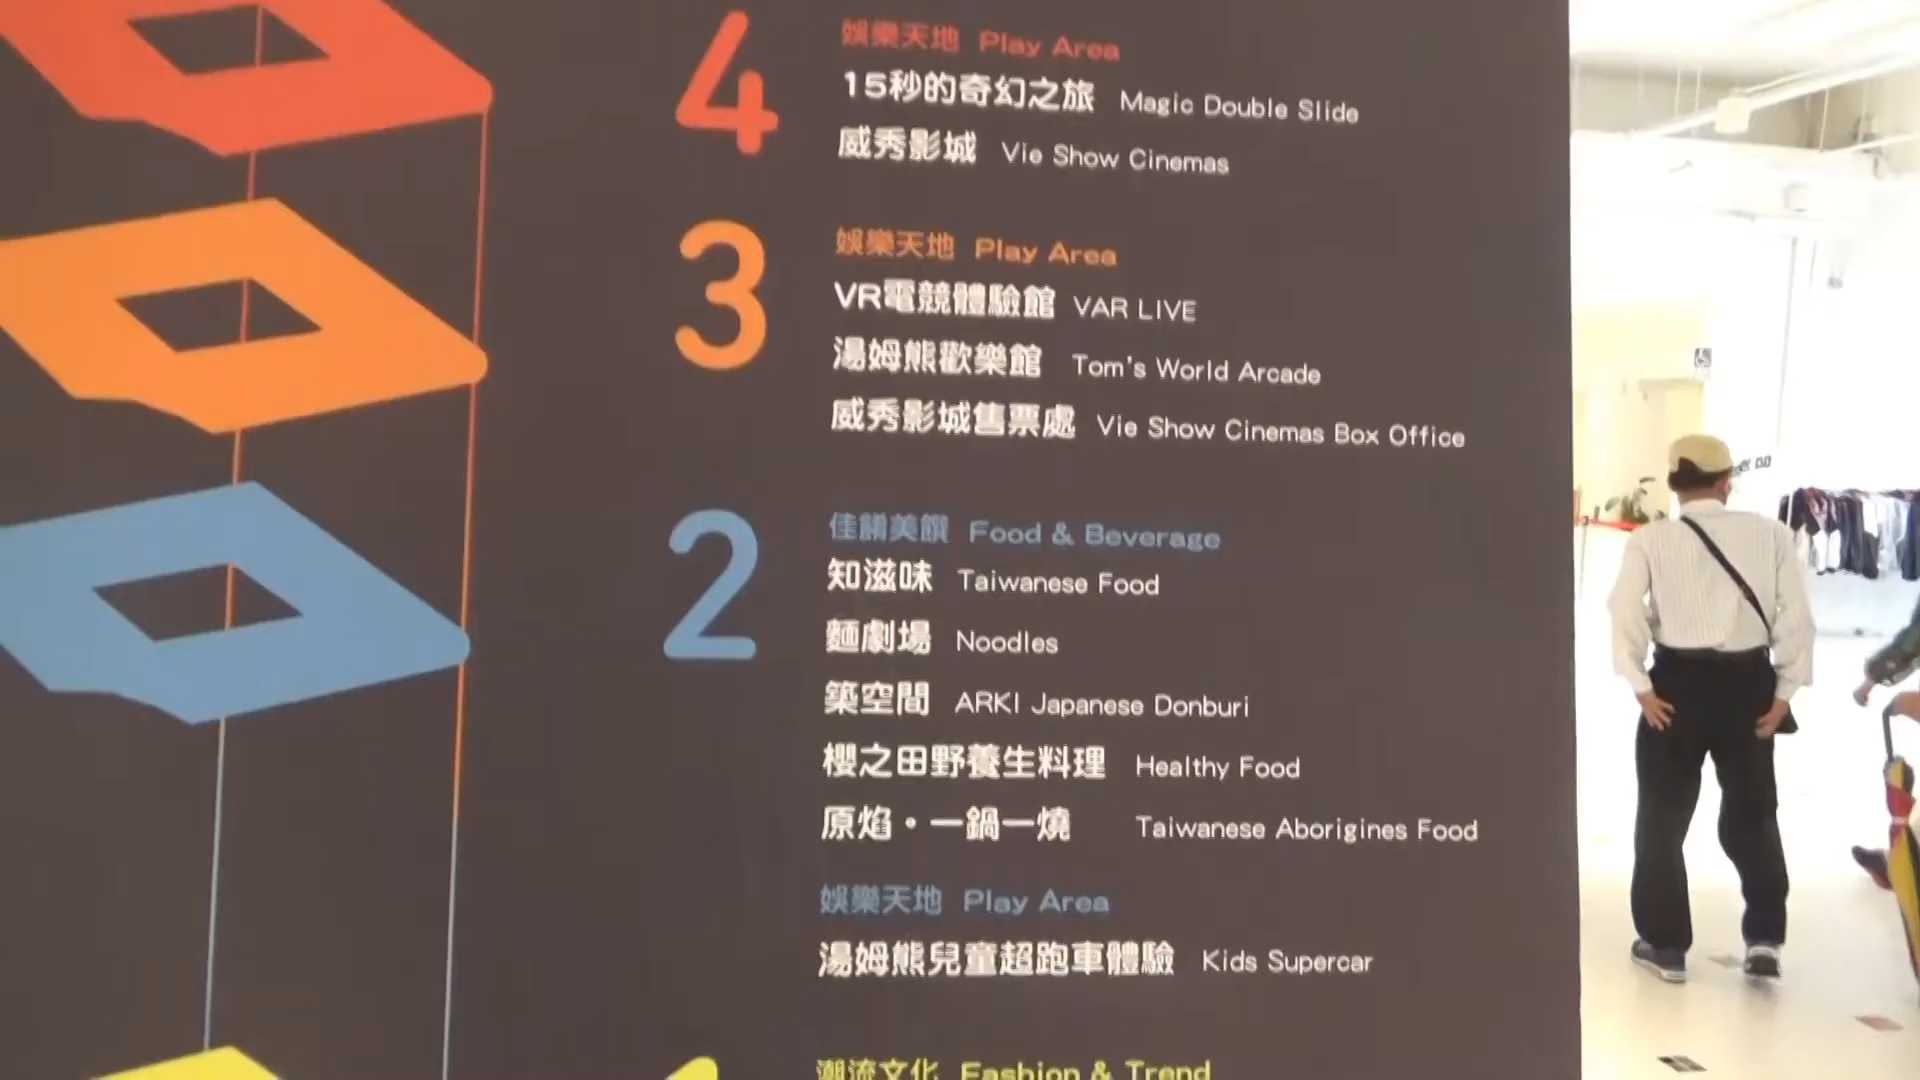 4
娛樂天地 Play Area
15秒的奇幻之旅 Magic Double Slide
威秀影城 Vie Show Cinemas
3
娛樂天地 Play Area
VR電競體驗館 VAR LIVE
湯姆熊歡樂館 Tom's World Arcade
威秀影城售票處 Vie Show Cinemas Box Office
2
佳餚美饌 Food & Beverage
知滋味 Taiwanese Food
麵劇場 Noodles
築空間 ARKI Japanese Donburi
櫻之田野養生料理 Healthy Food
原焰・一鍋一燒 Taiwanese Aborigines Food
娛樂天地 Play Area
湯姆熊兒童超跑車體驗 Kids Supercar
1
潮流文化 Fashion & Trend